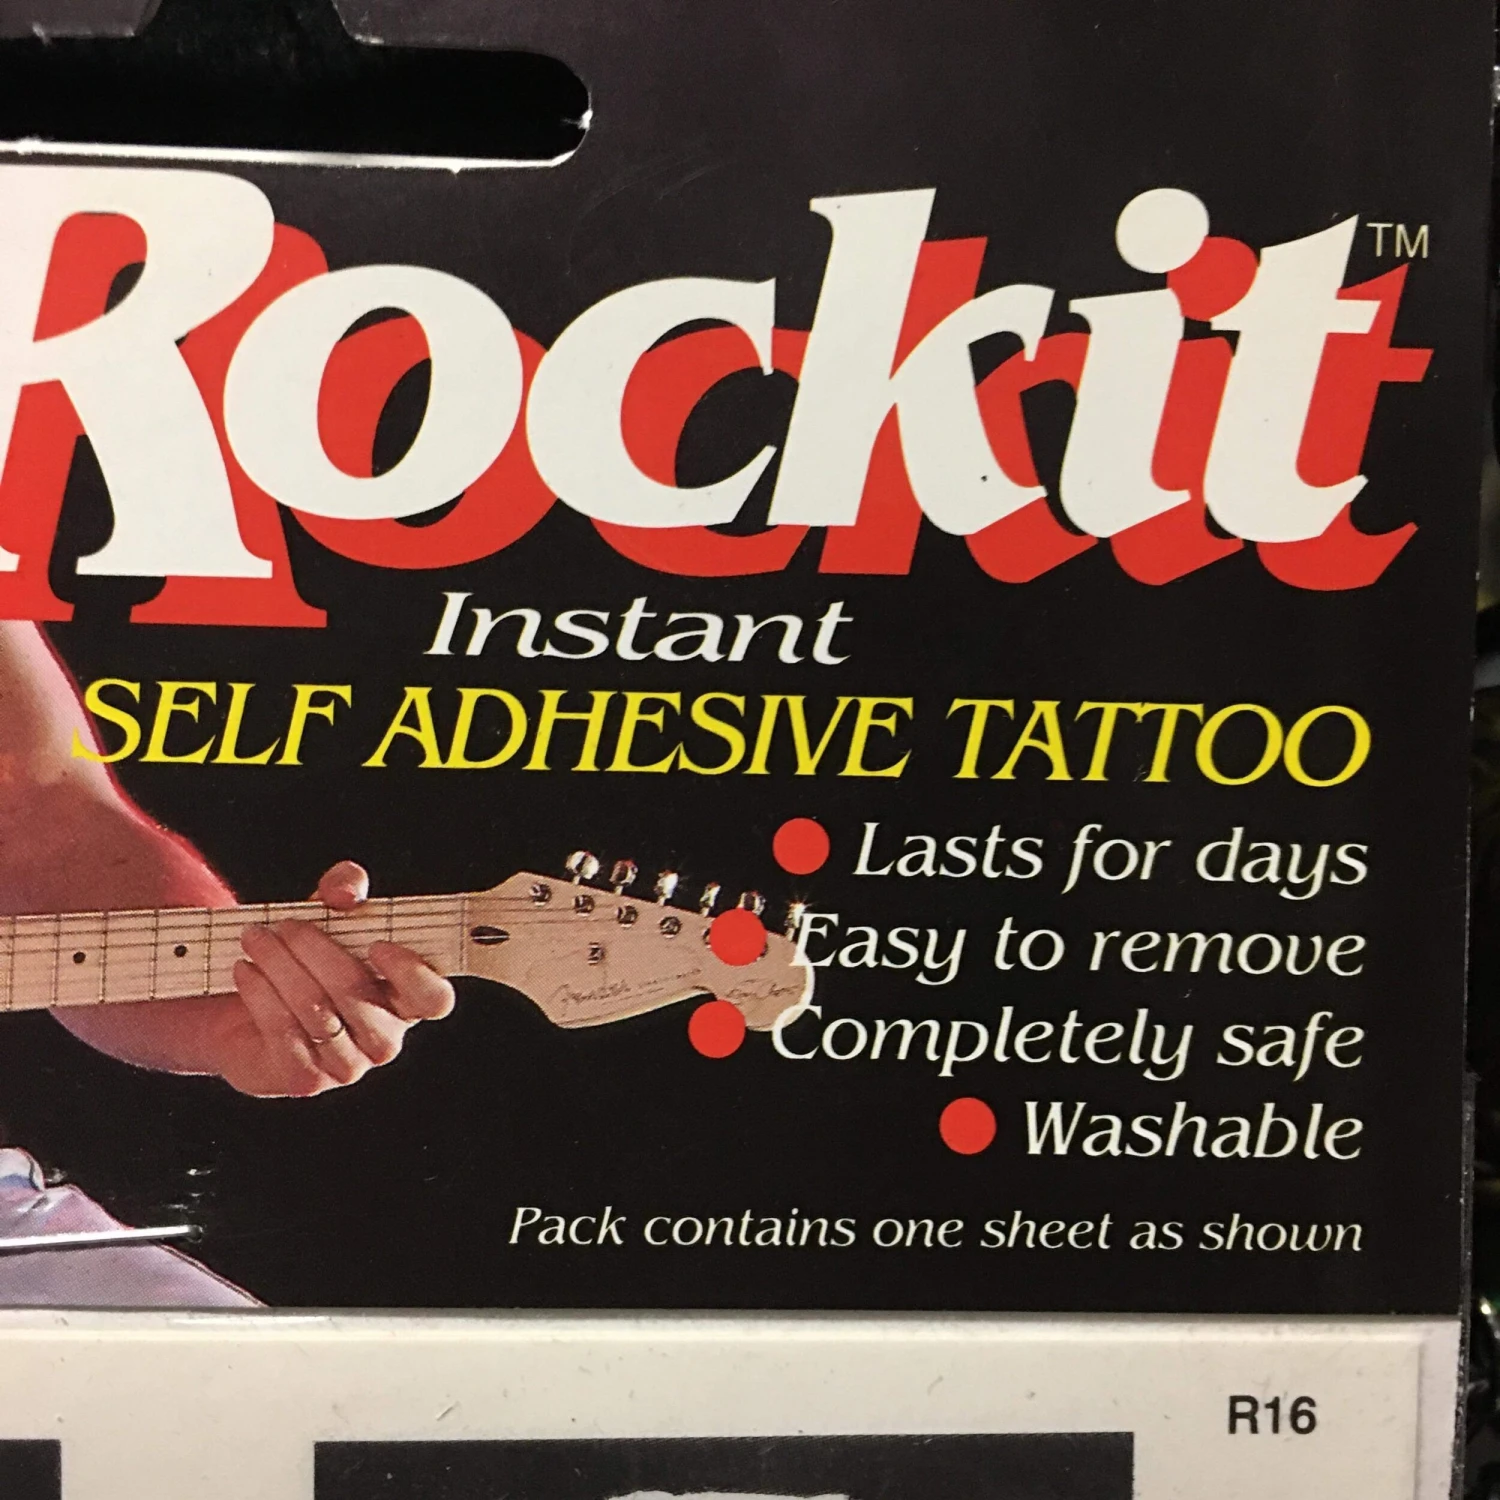 Rockit™
Instant
SELF ADHESIVE TATTOO
Lasts for days
Easy to remove
Completely safe
Washable
Pack contains one sheet as shown
R16